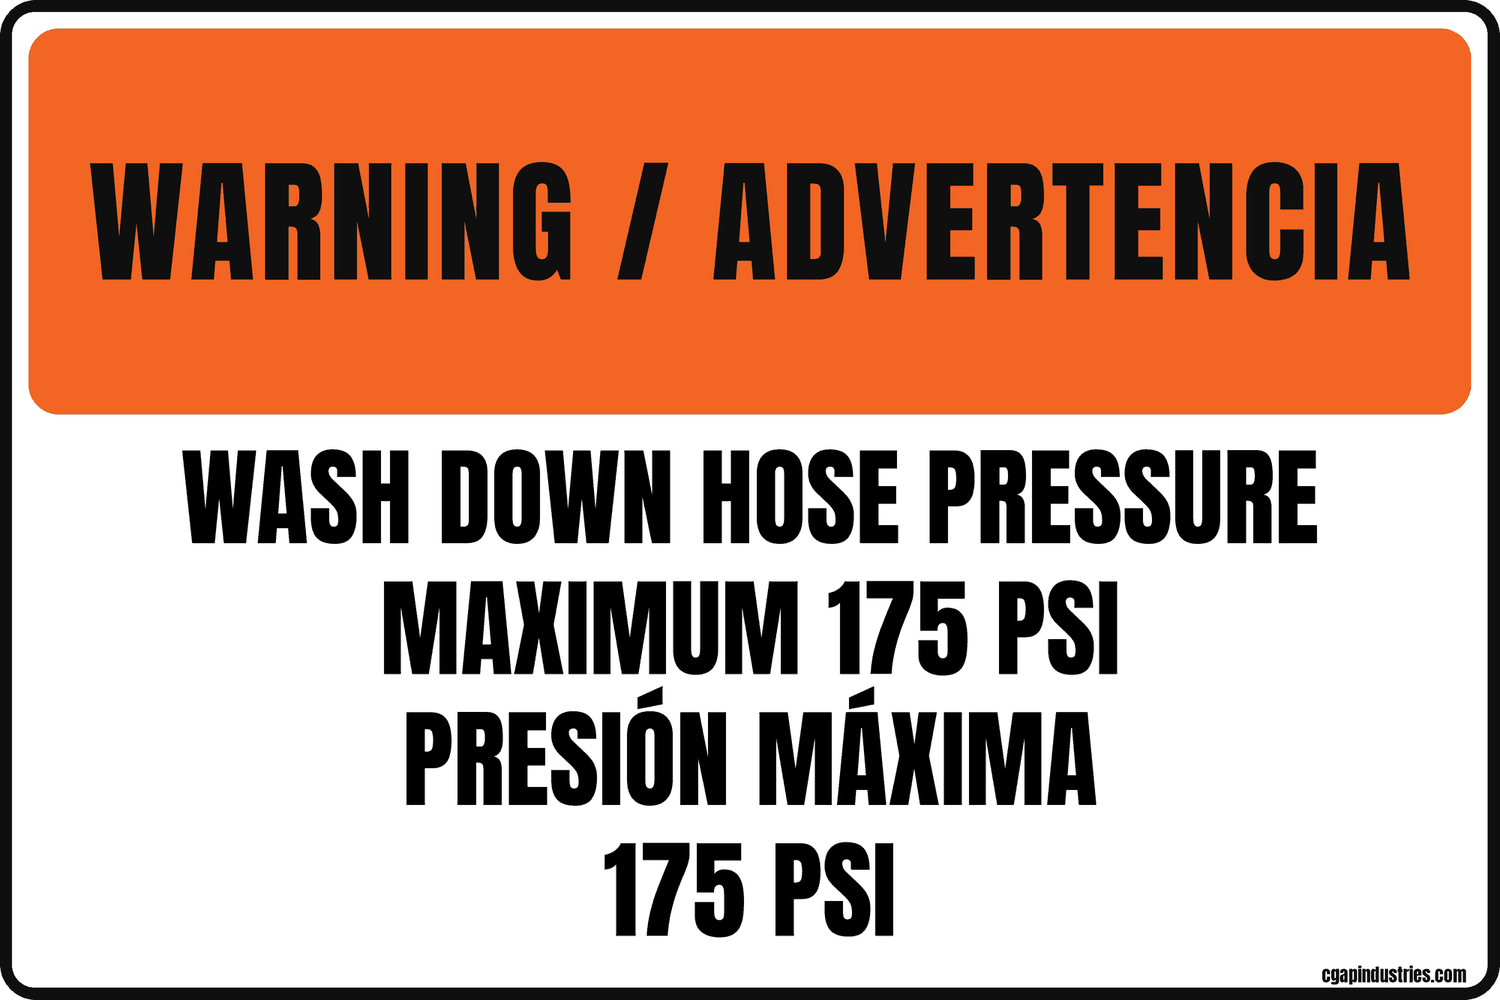 WARNING / ADVERTENCIA
WASH DOWN HOSE PRESSURE
MAXIMUM 175 PSI
PRESIÓN MÁXIMA
175 PSI
cgapindustries.com